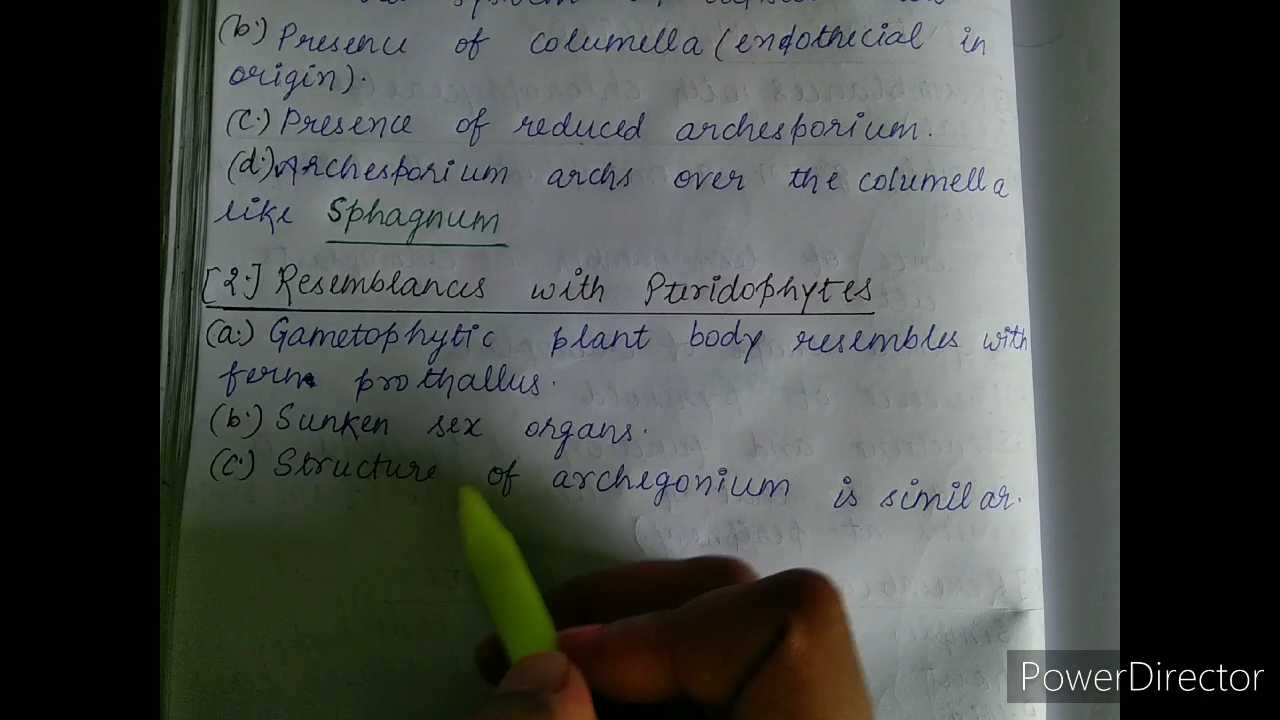 (b.) Presence of columella (endothecial in
origin).
(c.) Presence of reduced archesporium.
(d.) Archesporium archs over the columella
like Sphagnum
[2.] Resemblances with Pteridophytes
(a.) Gametophytic plant body resembles with
fern prothallus.
(b.) Sunken sex organs.
(c.) Structure of archegonium is similar.
PowerDirector